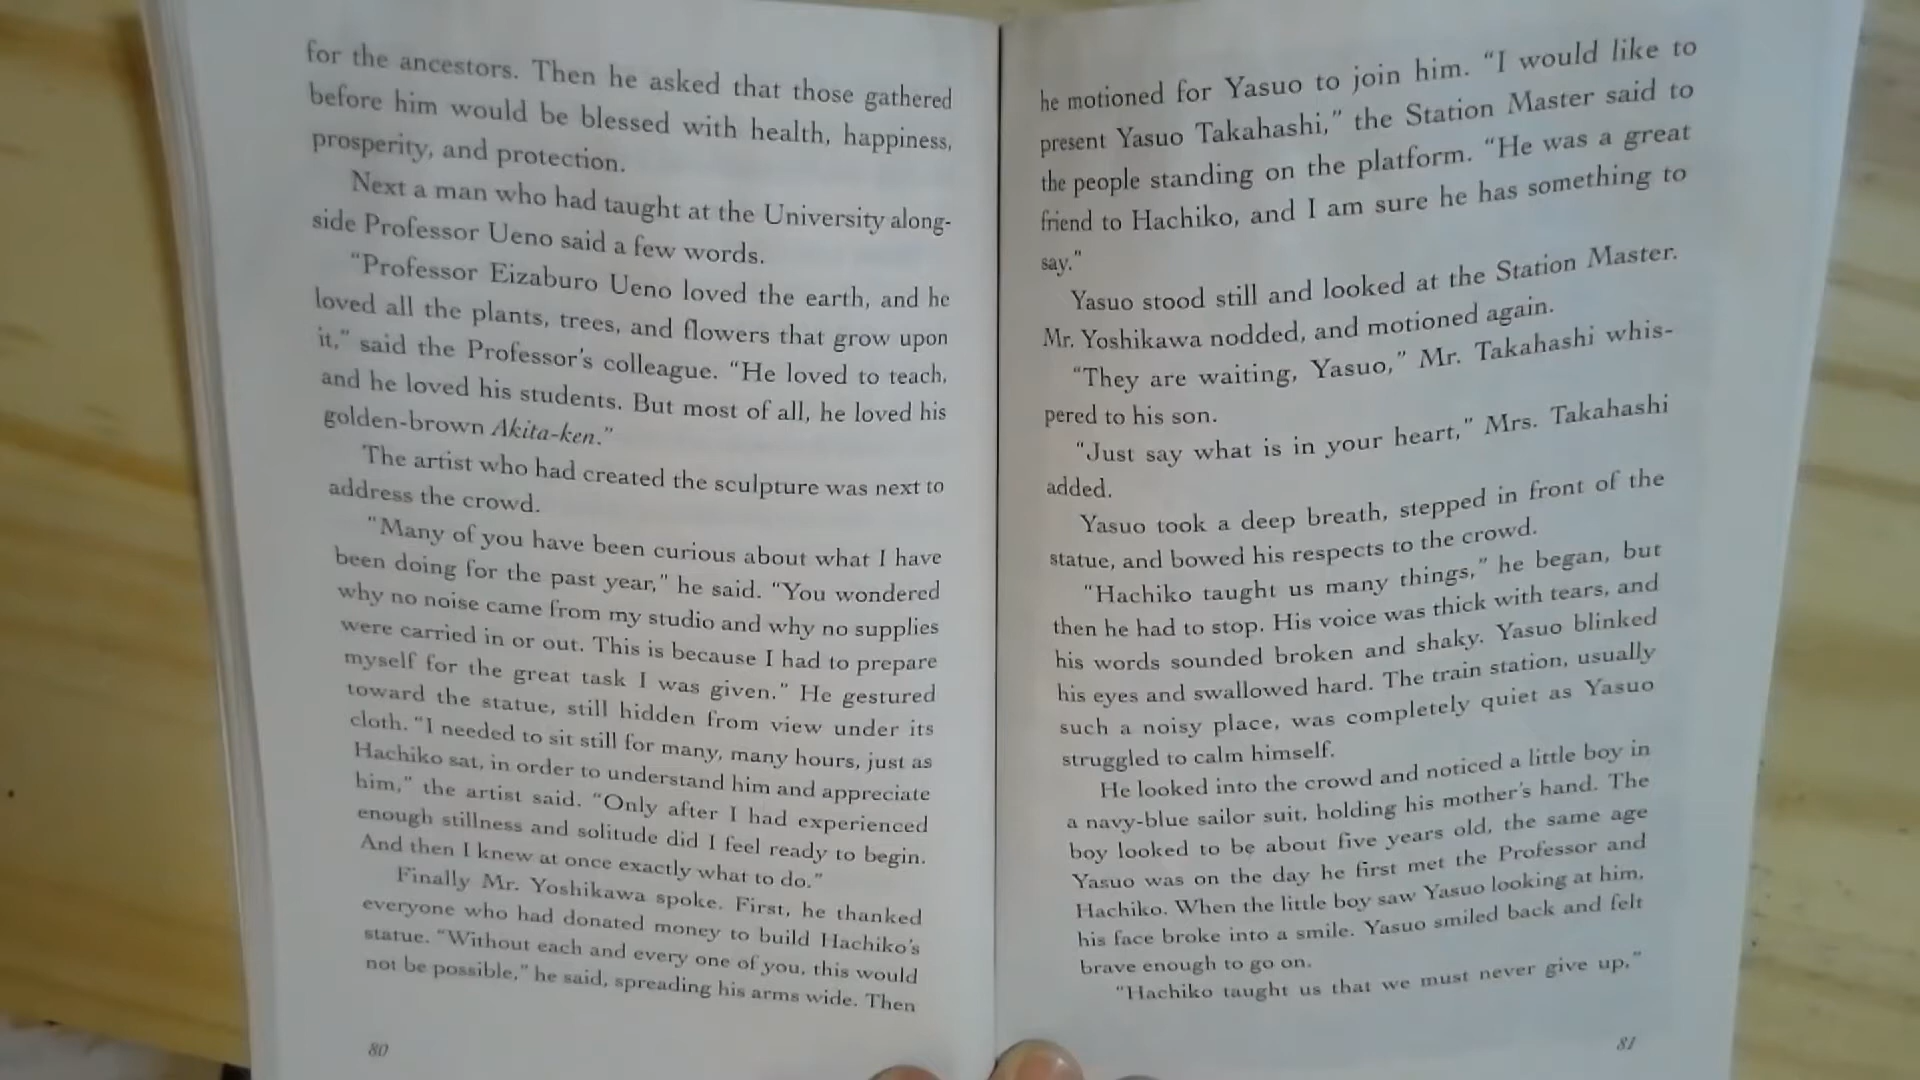 for the ancestors. Then he asked that those gathered
before him would be blessed with health, happiness,
prosperity, and protection.
Next a man who had taught at the University along-
side Professor Ueno said a few words.
“Professor Eizaburo Ueno loved the earth, and he
loved all the plants, trees, and flowers that grow upon
it,” said the Professor’s colleague. “He loved to teach,
and he loved his students. But most of all, he loved his
golden-brown Akita-ken.”
The artist who had created the sculpture was next to
address the crowd.
“Many of you have been curious about what I have
been doing for the past year,” he said. “You wondered
why no noise came from my studio and why no supplies
were carried in or out. This is because I had to prepare
myself for the great task I was given.” He gestured
toward the statue, still hidden from view under its
cloth. “I needed to sit still for many, many hours, just as
Hachiko sat, in order to understand him and appreciate
him,” the artist said. “Only after I had experienced
enough stillness and solitude did I feel ready to begin.
And then I knew at once exactly what to do.”
Finally Mr. Yoshikawa spoke. First, he thanked
everyone who had donated money to build Hachiko’s
statue. “Without each and every one of you, this would
not be possible,” he said, spreading his arms wide. Then
80
he motioned for Yasuo to join him. “I would like to
present Yasuo Takahashi,” the Station Master said to
the people standing on the platform. “He was a great
friend to Hachiko, and I am sure he has something to
say.”
Yasuo stood still and looked at the Station Master.
Mr. Yoshikawa nodded, and motioned again.
“They are waiting, Yasuo,” Mr. Takahashi whis-
pered to his son.
“Just say what is in your heart,” Mrs. Takahashi
added.
Yasuo took a deep breath, stepped in front of the
statue, and bowed his respects to the crowd.
“Hachiko taught us many things,” he began, but
then he had to stop. His voice was thick with tears, and
his words sounded broken and shaky. Yasuo blinked
his eyes and swallowed hard. The train station, usually
such a noisy place, was completely quiet as Yasuo
struggled to calm himself.
He looked into the crowd and noticed a little boy in
a navy-blue sailor suit, holding his mother’s hand. The
boy looked to be about five years old, the same age
Yasuo was on the day he first met the Professor and
Hachiko. When the little boy saw Yasuo looking at him,
his face broke into a smile. Yasuo smiled back and felt
brave enough to go on.
“Hachiko taught us that we must never give up,”
81